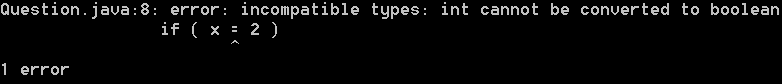 Question.java:8: error: incompatible types: int cannot be converted to boolean
if ( x = 2 )
^
1 error